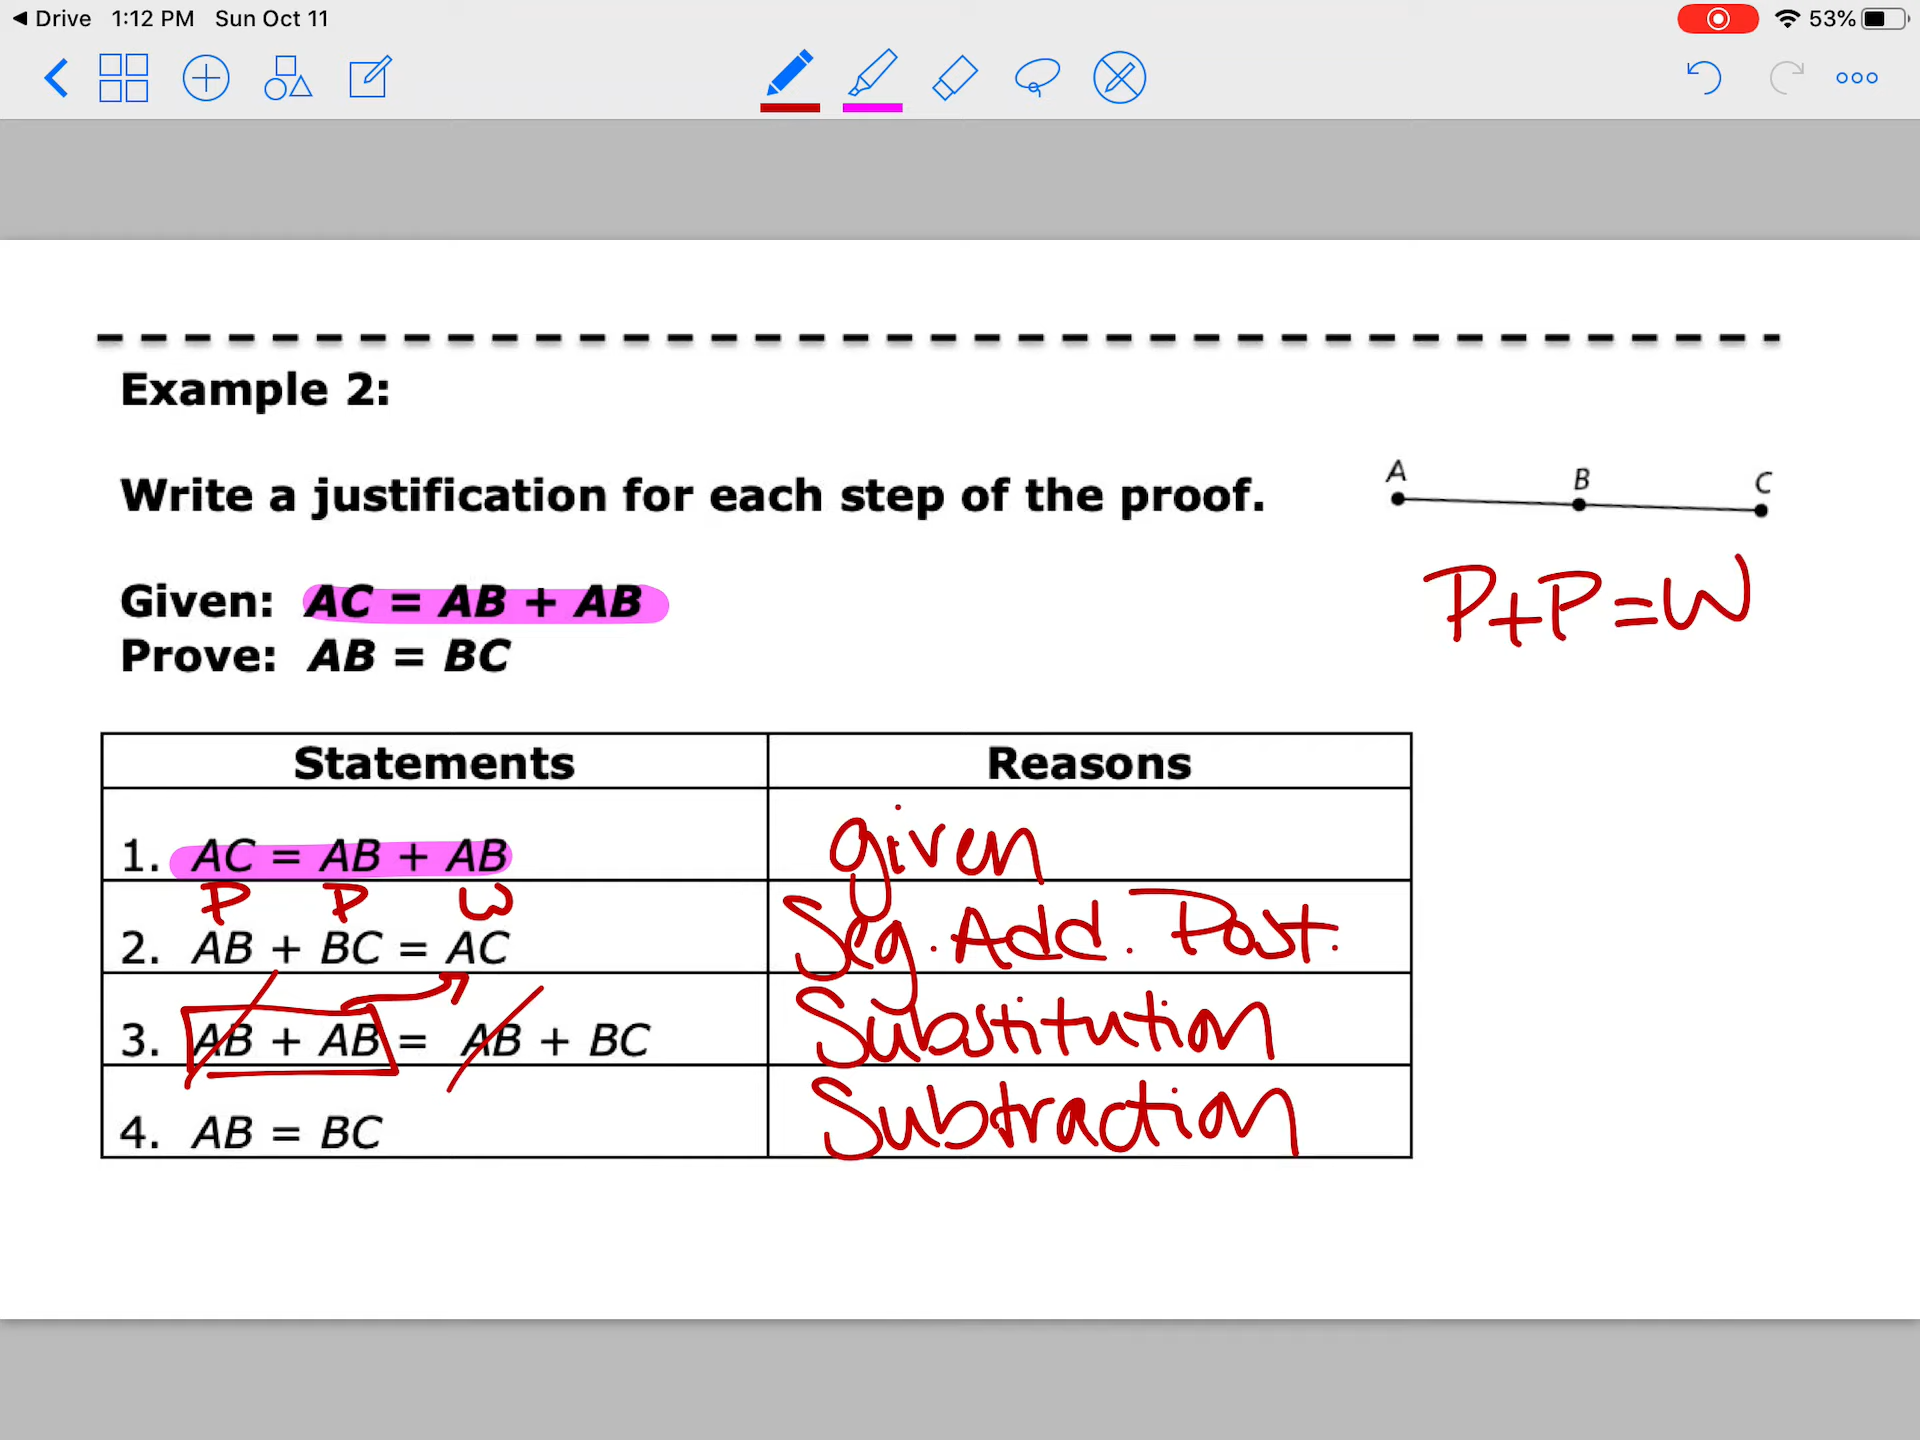 ◀ Drive 1:12 PM Sun Oct 11 53%
Example 2:
Write a justification for each step of the proof.
A B C
P+P=W
Given: AC = AB + AB
Prove: AB = BC
Statements Reasons
1. AC = AB + AB given
P P W
2. AB + BC = AC Seg. Add. Post.
3. AB + AB = AB + BC Substitution
4. AB = BC Subtraction